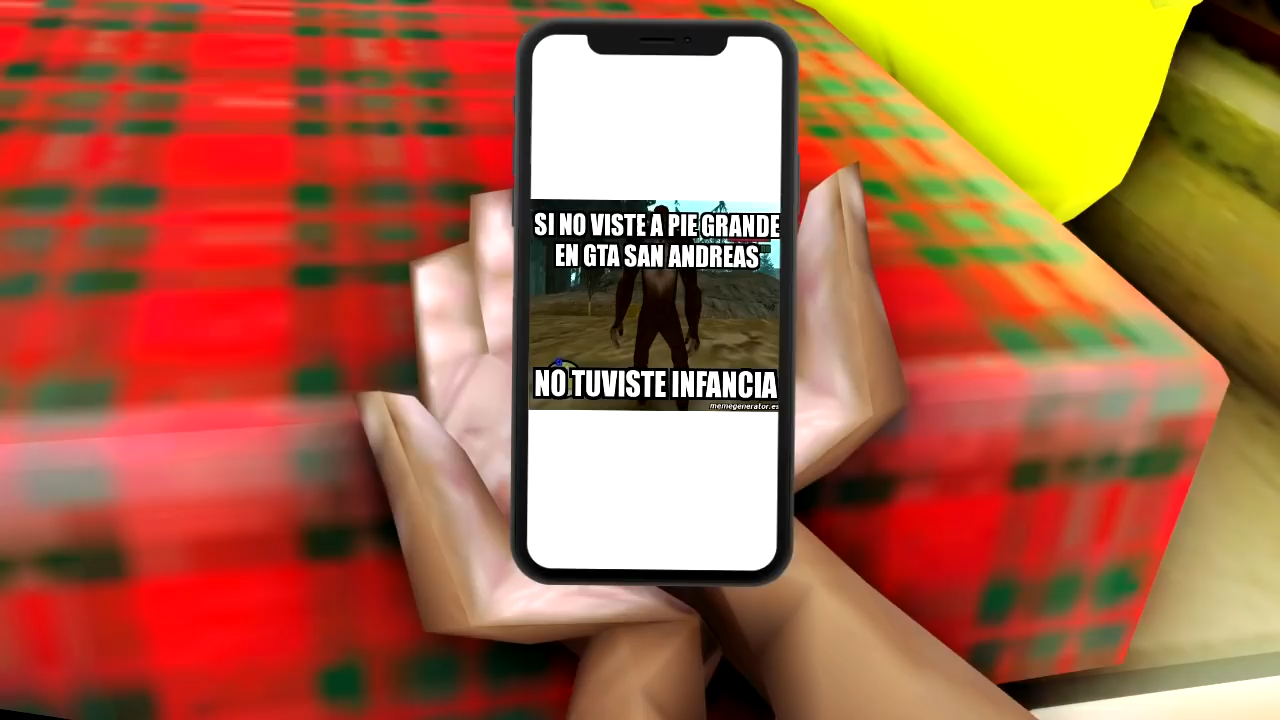 SI NO VISTE A PIE GRANDE
EN GTA SAN ANDREAS
NO TUVISTE INFANCIA
memegenerator.es